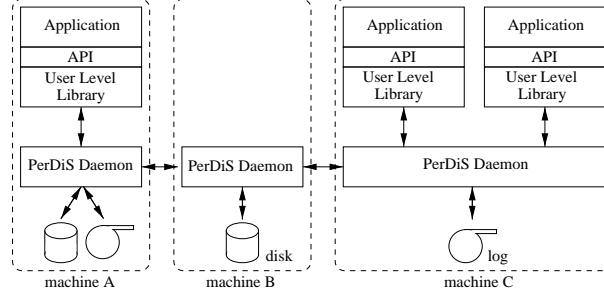 Application
API
User Level
Library
PerDiS Daemon
machine A
PerDiS Daemon
disk
machine B
Application
API
User Level
Library
Application
API
User Level
Library
PerDiS Daemon
log
machine C